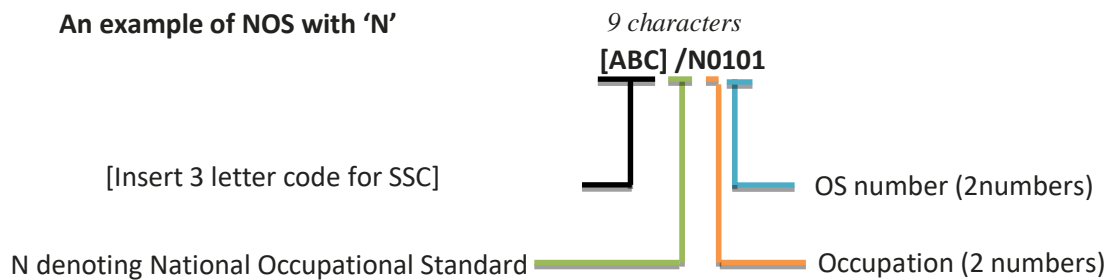 An example of NOS with ‘N’
9 characters
[ABC] /N0101
[Insert 3 letter code for SSC]
OS number (2numbers)
N denoting National Occupational Standard
Occupation (2 numbers)